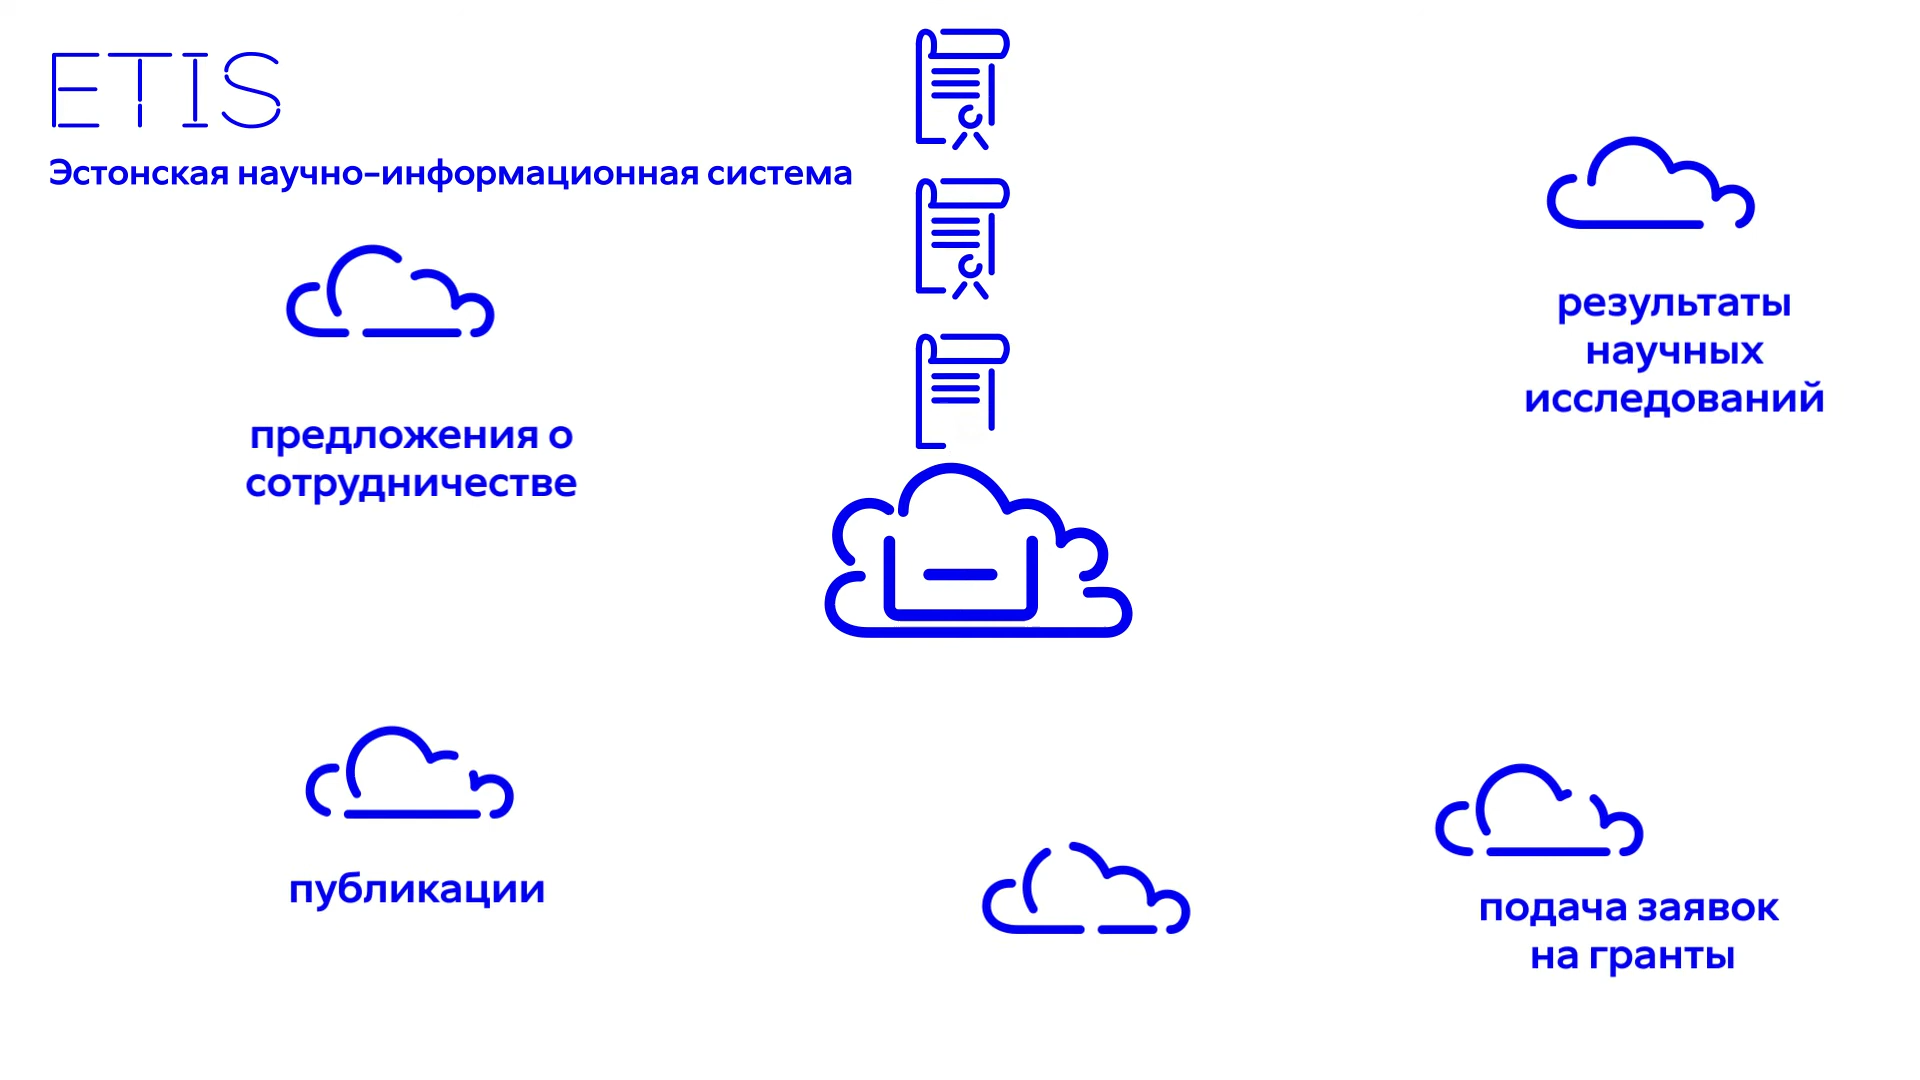 ETIS
Эстонская научно-информационная система
предложения о
сотрудничестве
результаты
научных
исследований
публикации
подача заявок
на гранты